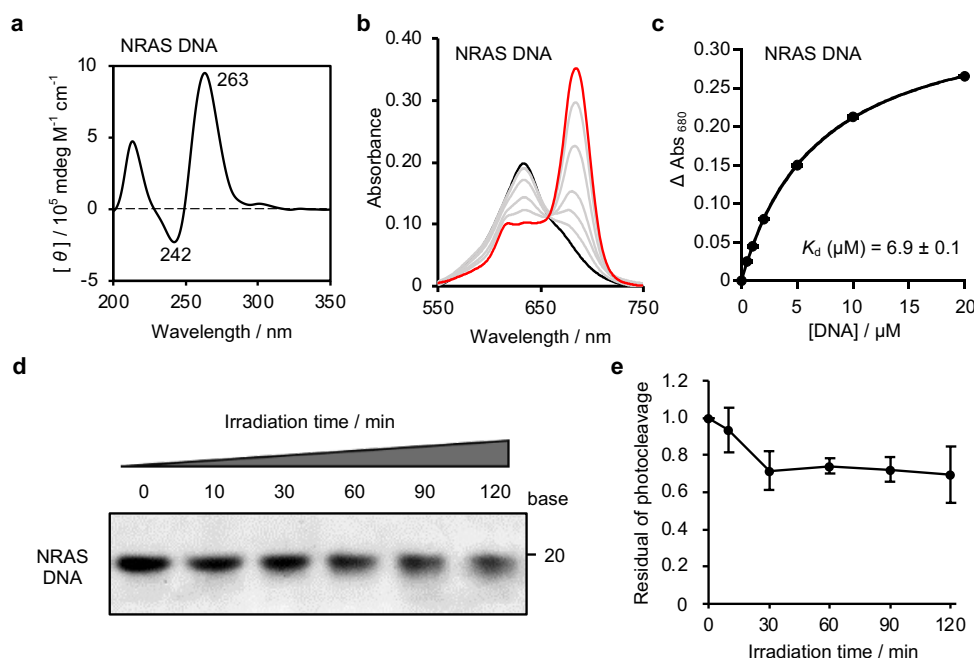 a
NRAS DNA
[θ] / 10⁵ mdeg M⁻¹ cm⁻¹
10
5
0
-5
263
242
200 250 300 350
Wavelength / nm
b
NRAS DNA
Absorbance
0.40
0.30
0.20
0.10
0.00
550 650 750
Wavelength / nm
c
NRAS DNA
Δ Abs 680
0.30
0.25
0.20
0.15
0.10
0.05
0.00
Kd (μM) = 6.9 ± 0.1
0 5 10 15 20
[DNA] / μM
d
Irradiation time / min
0 10 30 60 90 120 base
NRAS
DNA
20
e
Residual of photocleavage
1.2
1.0
0.8
0.6
0.4
0.2
0
0 30 60 90 120
Irradiation time / min